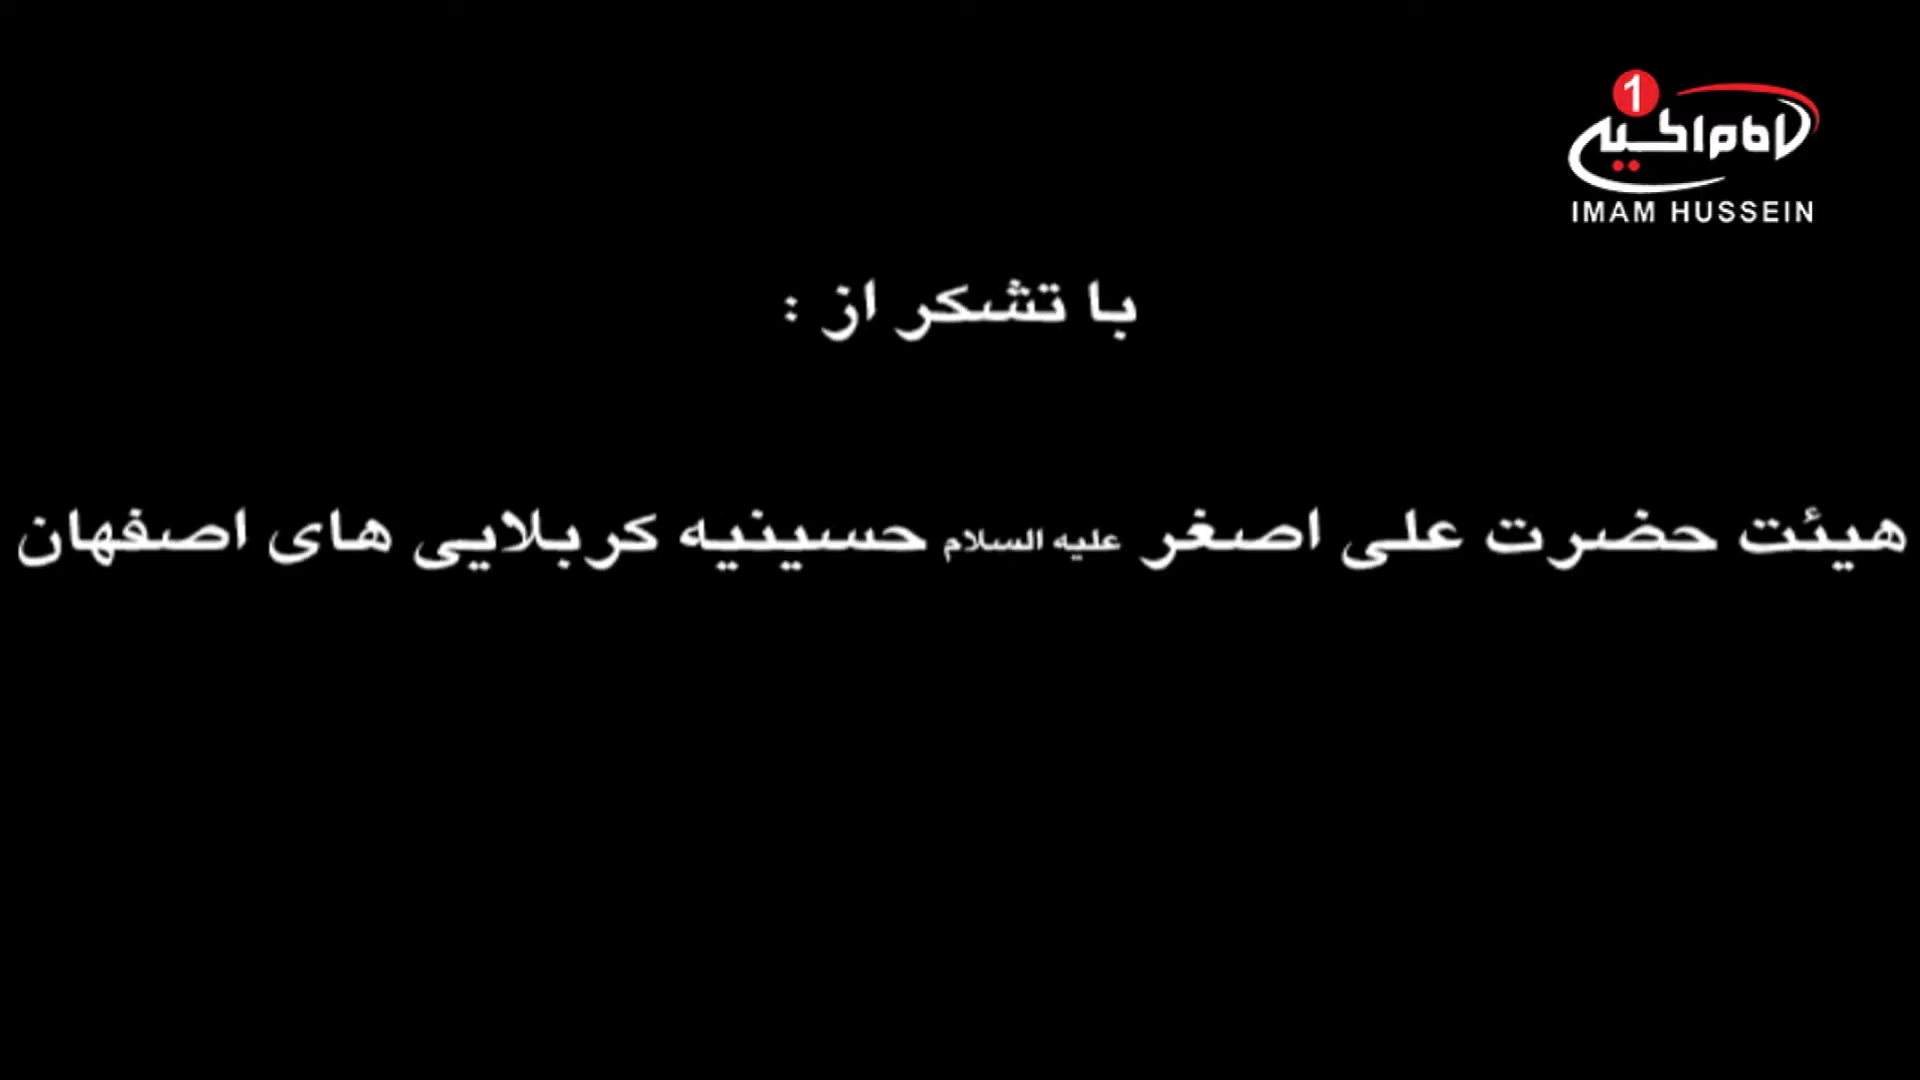 1
امام حسین
IMAM HUSSEIN
با تشکر از :
هیئت حضرت علی اصغر علیه السلام حسینیه کربلایی های اصفهان